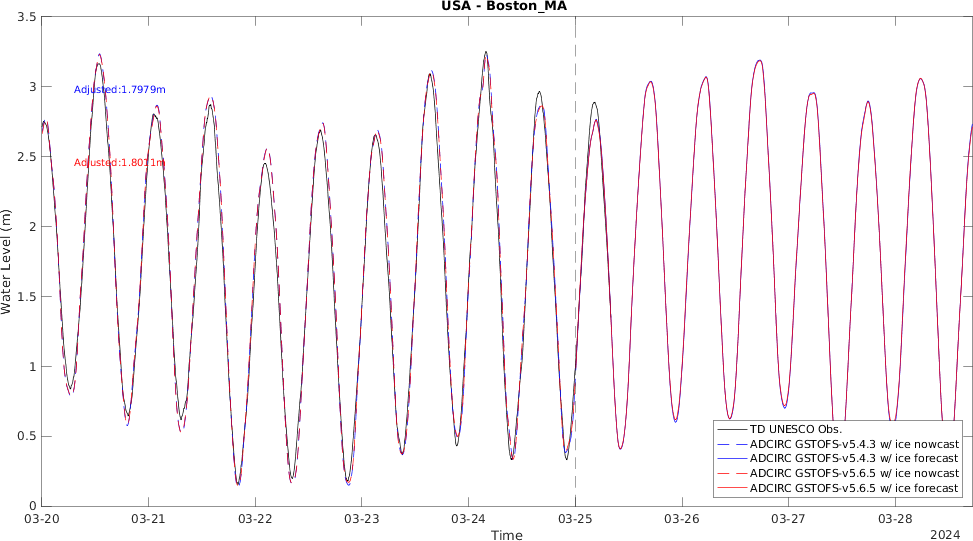 USA - Boston_MA
3.5
3
2.5
2
1.5
1
0.5
0
Water Level (m)
Adjusted:1.7979m
Adjusted:1.8011m
TD UNESCO Obs.
ADCIRC GSTOFS-v5.4.3 w/ ice nowcast
ADCIRC GSTOFS-v5.4.3 w/ ice forecast
ADCIRC GSTOFS-v5.6.5 w/ ice nowcast
ADCIRC GSTOFS-v5.6.5 w/ ice forecast
03-20 03-21 03-22 03-23 03-24 03-25 03-26 03-27 03-28
Time
2024